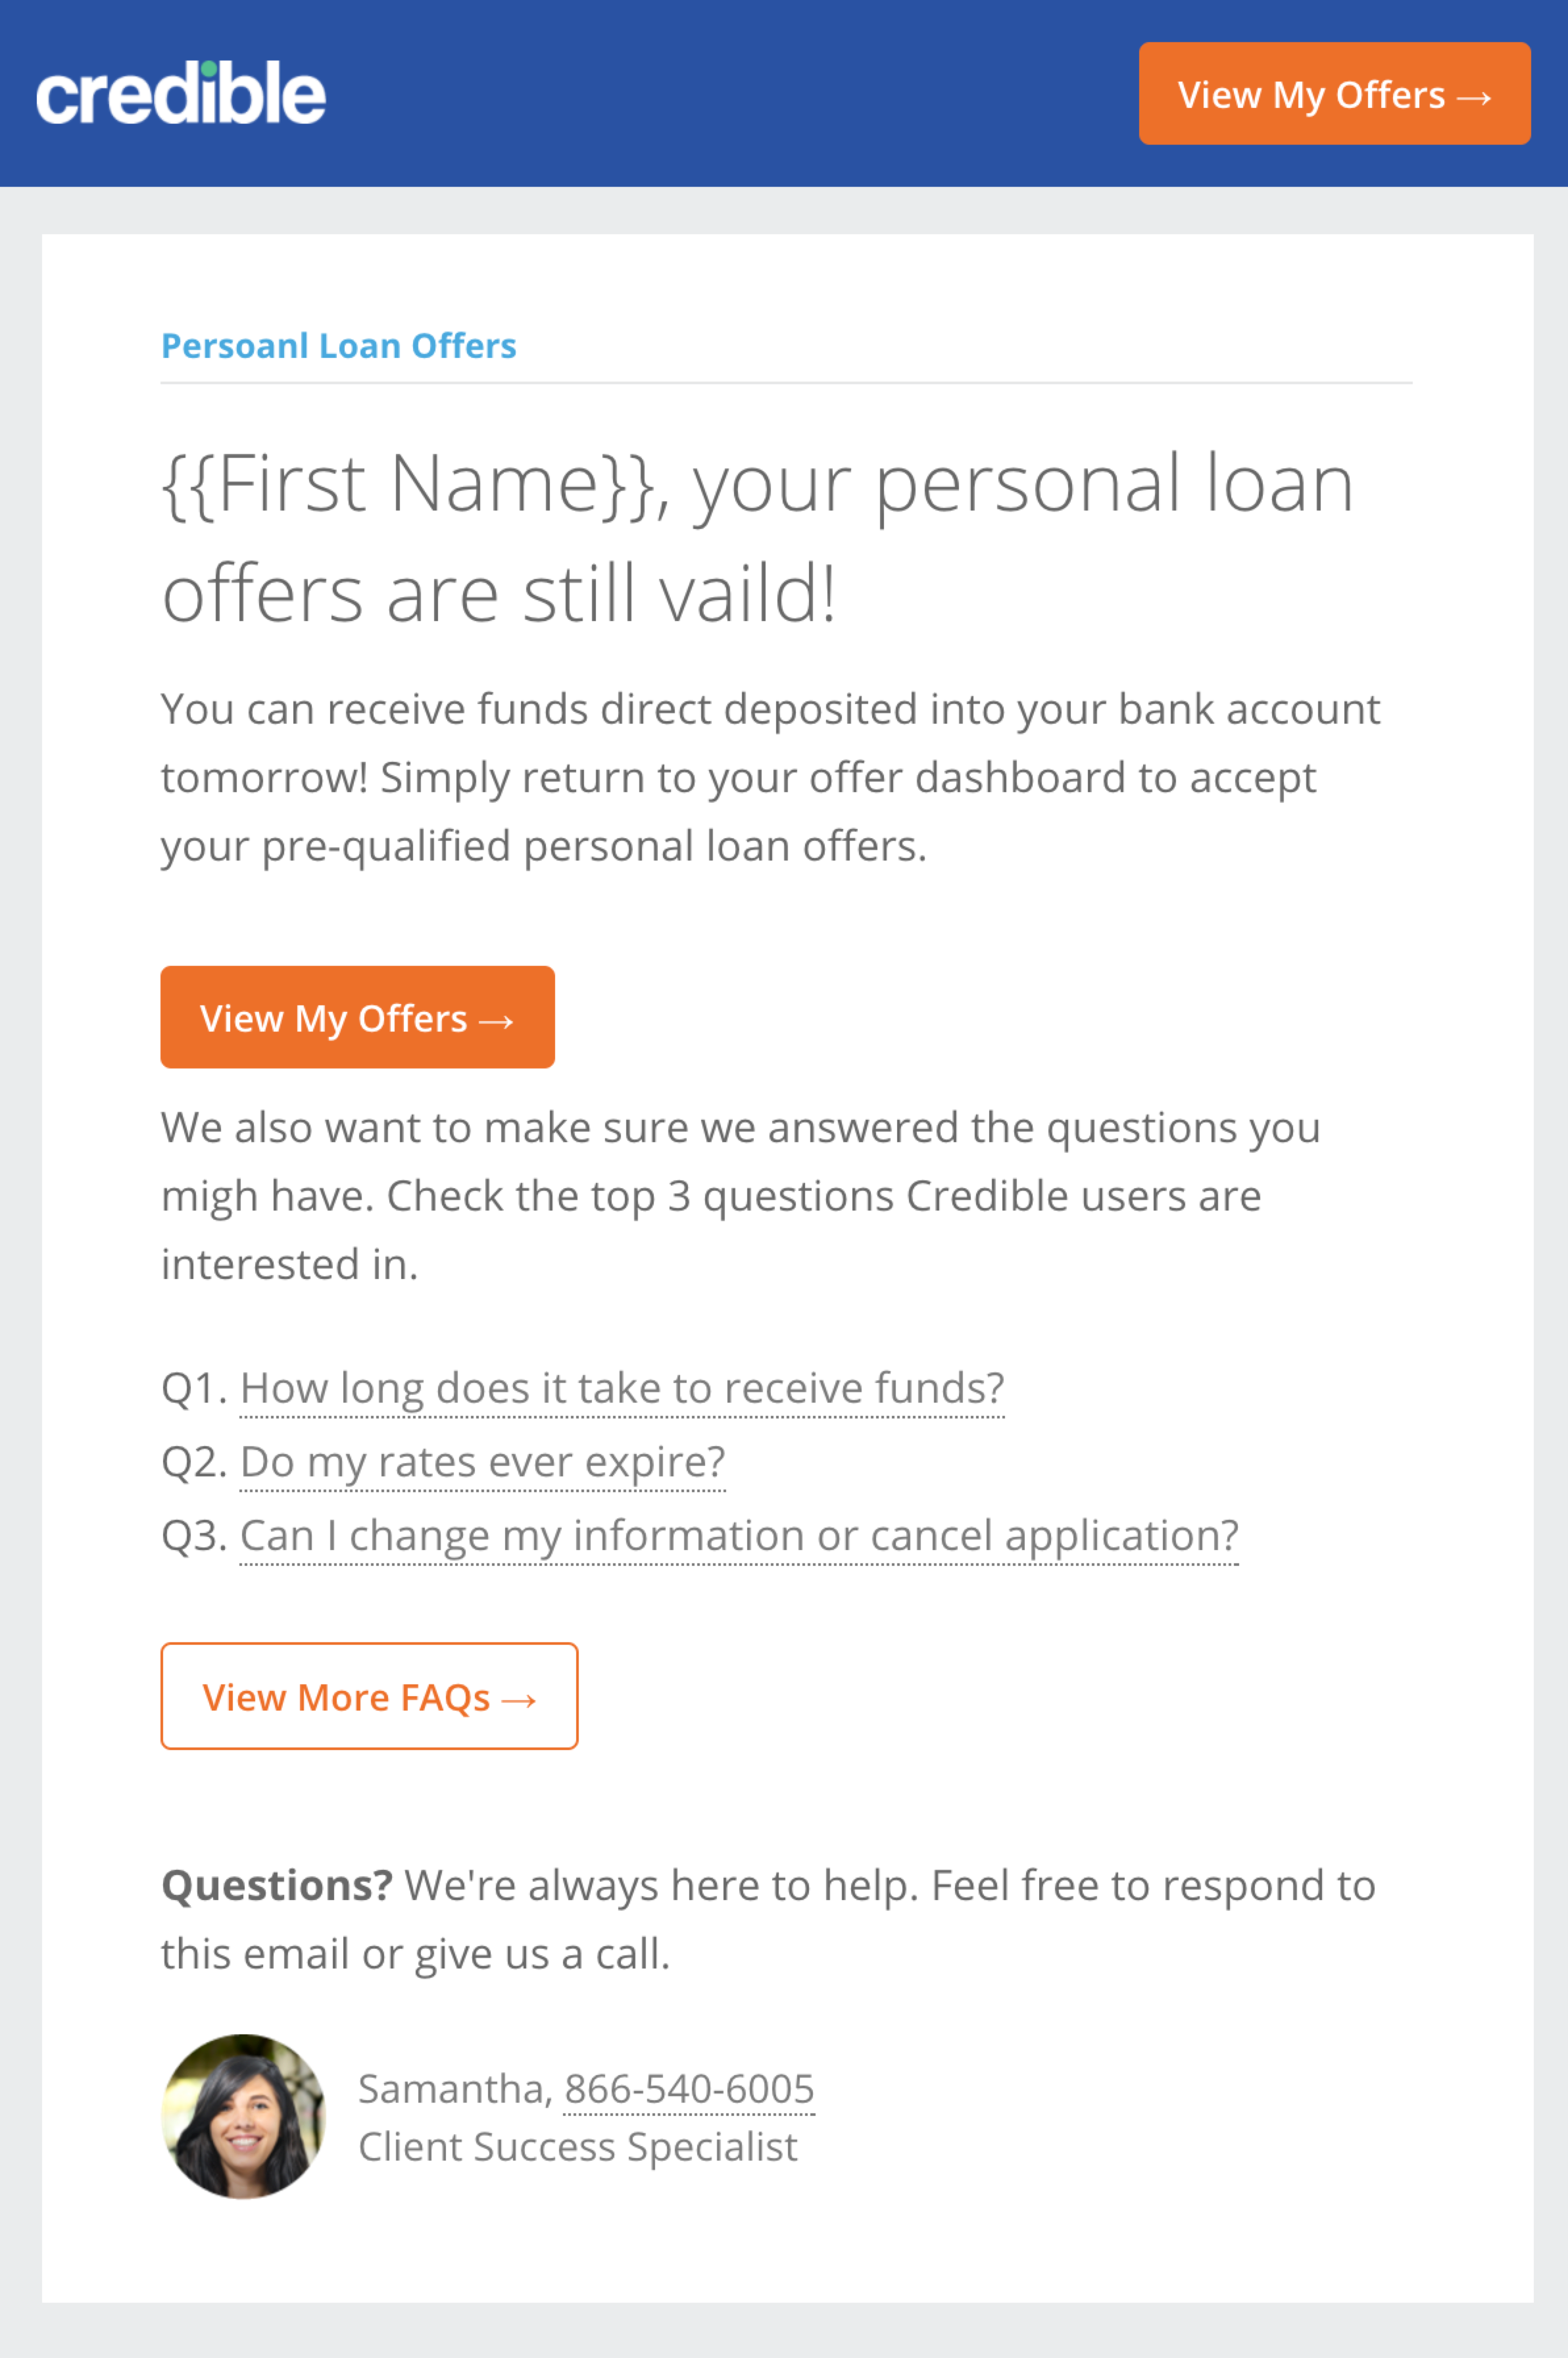 credible
View My Offers →
Persoanl Loan Offers
{{First Name}}, your personal loan
offers are still vaild!
You can receive funds direct deposited into your bank account
tomorrow! Simply return to your offer dashboard to accept
your pre-qualified personal loan offers.
View My Offers →
We also want to make sure we answered the questions you
migh have. Check the top 3 questions Credible users are
interested in.
Q1. How long does it take to receive funds?
Q2. Do my rates ever expire?
Q3. Can I change my information or cancel application?
View More FAQs →
Questions? We're always here to help. Feel free to respond to
this email or give us a call.
Samantha, 866-540-6005
Client Success Specialist